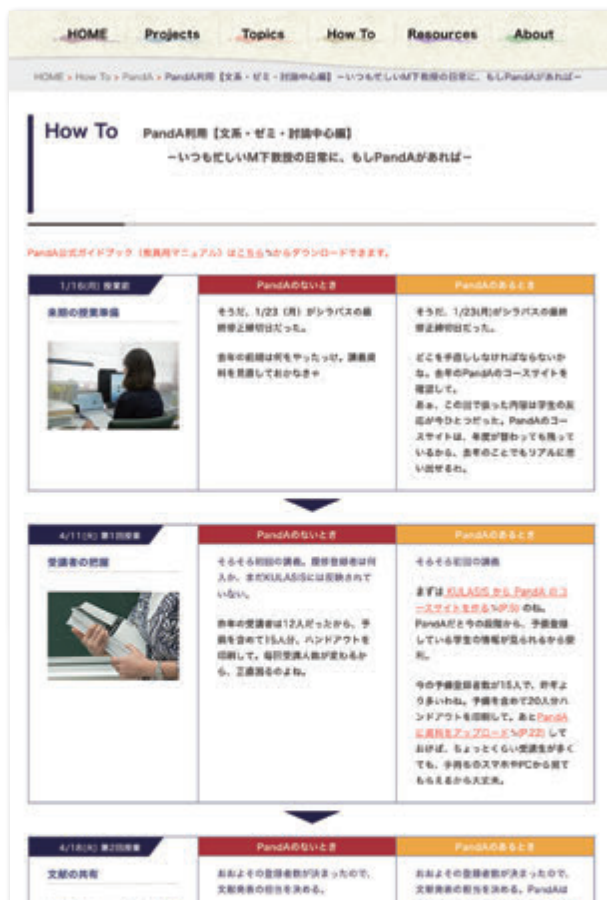 HOME Projects Topics How To Resources About
HOME > How To > PandA > PandA利用【文系・ゼミ・討論中心編】−いつも忙しいM下教授の日常に、もしPandAがあれば−
How To PandA利用【文系・ゼミ・討論中心編】
−いつも忙しいM下教授の日常に、もしPandAがあれば−
PandA公式ガイドブック（教員用マニュアル）はこちらからダウンロードできます。
1/16(月) 授業前 PandAのないとき PandAのあるとき
来期の授業準備
そうだ、1/23（月）がシラバスの最
終修正締切日だった。
去年の前期は何をやったっけ。講義資
料を見直しておかなきゃ
そうだ、1/23(月)がシラバスの最終
修正締切日だった。
どこを手直ししなければならないか
な。去年のPandAのコースサイトを
確認して。
あぁ、この回で扱った内容は学生の反
応が今ひとつだった。PandAのコー
スサイトは、年度が替わっても残って
いるから、去年のことでもリアルに思
い出せるわ。
4/11(火) 第1回授業 PandAのないとき PandAのあるとき
受講者の把握
そろそろ初回の講義。履修登録者は何
人か、まだKULASISには反映されて
いない。
昨年の受講者は12人だったから、予
備を含めて15人分、ハンドアウトを
印刷して。毎回受講人数が変わるか
ら、正直困るのよね。
そろそろ初回の講義
まずは KULASIS から PandA のコ
ースサイトを作る(P.5) のね。
PandAだと今の段階から、予備登録
している学生の情報が見られるから便
利。
今の予備登録者数が15人で、昨年よ
り多いわね。予備を含めて20人分ハ
ンドアウトを印刷して。あとPandA
に資料をアップロード(P.22) して
おけば、ちょっとくらい受講生が多く
ても、手持ちのスマホやPCから見て
もらえるから大丈夫。
4/18(火) 第2回授業 PandAのないとき PandAのあるとき
文献の共有
おおよその登録者数が決まったので、
文献発表の担当を決める。
おおよその登録者数が決まったので、
文献発表の担当を決める。PandAは